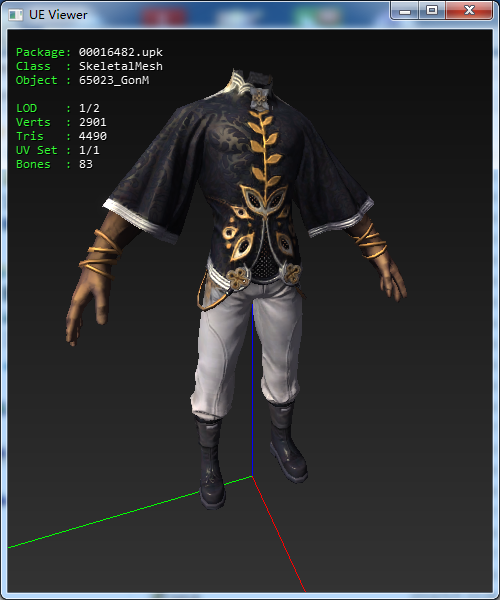 UE Viewer
Package: 00016482.upk
Class : SkeletalMesh
Object : 65023_GonM
LOD : 1/2
Verts : 2901
Tris : 4490
UV Set : 1/1
Bones : 83